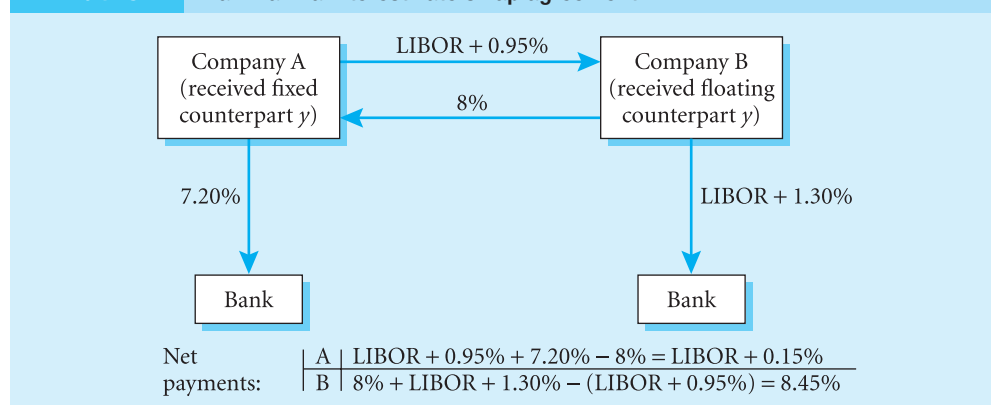 LIBOR + 0.95%
Company A
(received fixed
counterpart y)
Company B
(received floating
counterpart y)
8%
7.20%
LIBOR + 1.30%
Bank
Bank
Net
payments:
A LIBOR + 0.95% + 7.20% − 8% = LIBOR + 0.15%
B 8% + LIBOR + 1.30% − (LIBOR + 0.95%) = 8.45%